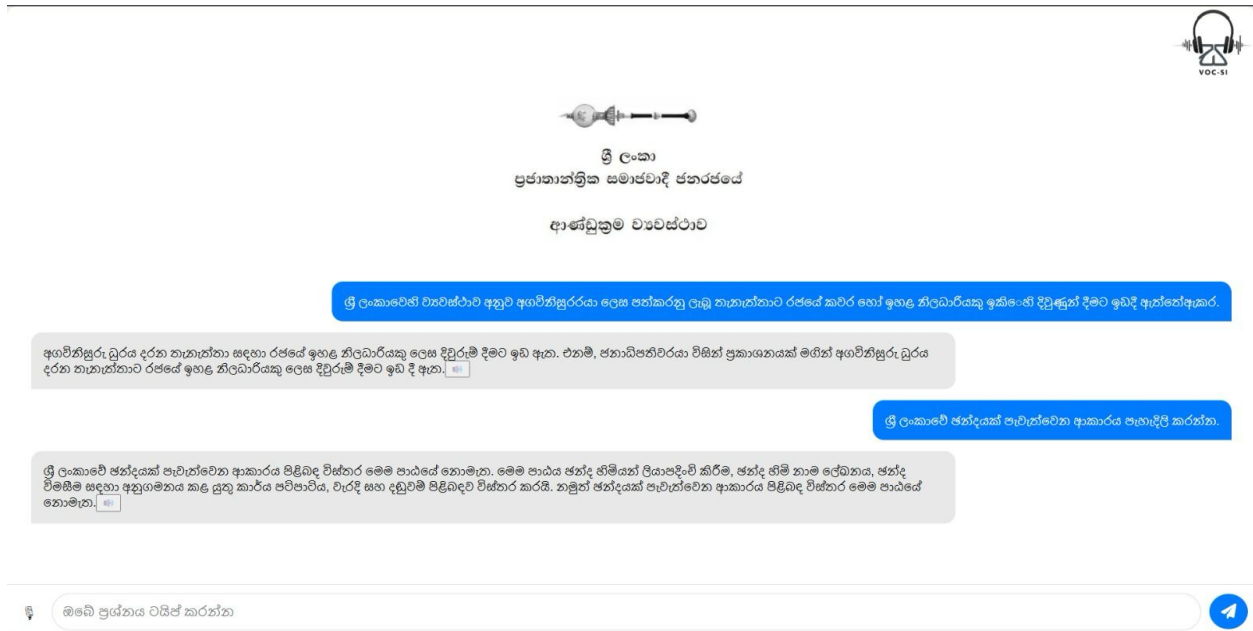 VOC-SI
ශ්‍රී ලංකා
ප්‍රජාතාන්ත්‍රික සමාජවාදී ජනරජයේ
ආණ්ඩුක්‍රම ව්‍යවස්ථාව
ශ්‍රී ලංකාවෙහි ව්‍යවස්ථාව අනුව අගවිනිසුරරයා ලෙස පත්කරනු ලැබූ තැනැත්තාට රජයේ කවර හෝ ඉහළ නිලධාරියකු ඉදිරිෙහි දිවුණුන් දීමට ඉඩදී ඇත්තේඇකර.
අගවිනිසුරු ධුරය දරන තැනැත්තා සඳහා රජයේ ඉහළ නිලධාරියකු ලෙස දිවුරුම් දීමට ඉඩ ඇත. එනම්, ජනාධිපතිවරයා විසින් ප්‍රකාශනයක් මගින් අගවිනිසුරු ධුරය
දරන තැනැත්තාට රජයේ ඉහළ නිලධාරියකු ලෙස දිවුරුම් දීමට ඉඩ දී ඇත.
ශ්‍රී ලංකාවේ ඡන්දයක් පැවැත්වෙන ආකාරය පැහැදිලි කරන්න.
ශ්‍රී ලංකාවේ ඡන්දයක් පැවැත්වෙන ආකාරය පිළිබඳ විස්තර මෙම පාඨයේ නොමැත. මෙම පාඨය ඡන්ද හිමියන් ලියාපදිංචි කිරීම, ඡන්ද හිමි නාම ලේඛනය, ඡන්ද
විමසීම සඳහා අනුගමනය කළ යුතු කාර්ය පටිපාටිය, වැරදි සහ දඬුවම් පිළිබඳව විස්තර කරයි. නමුත් ඡන්දයක් පැවැත්වෙන ආකාරය පිළිබඳ විස්තර මෙම පාඨයේ
නොමැත.
ඔබේ ප්‍රශ්නය ටයිප් කරන්න